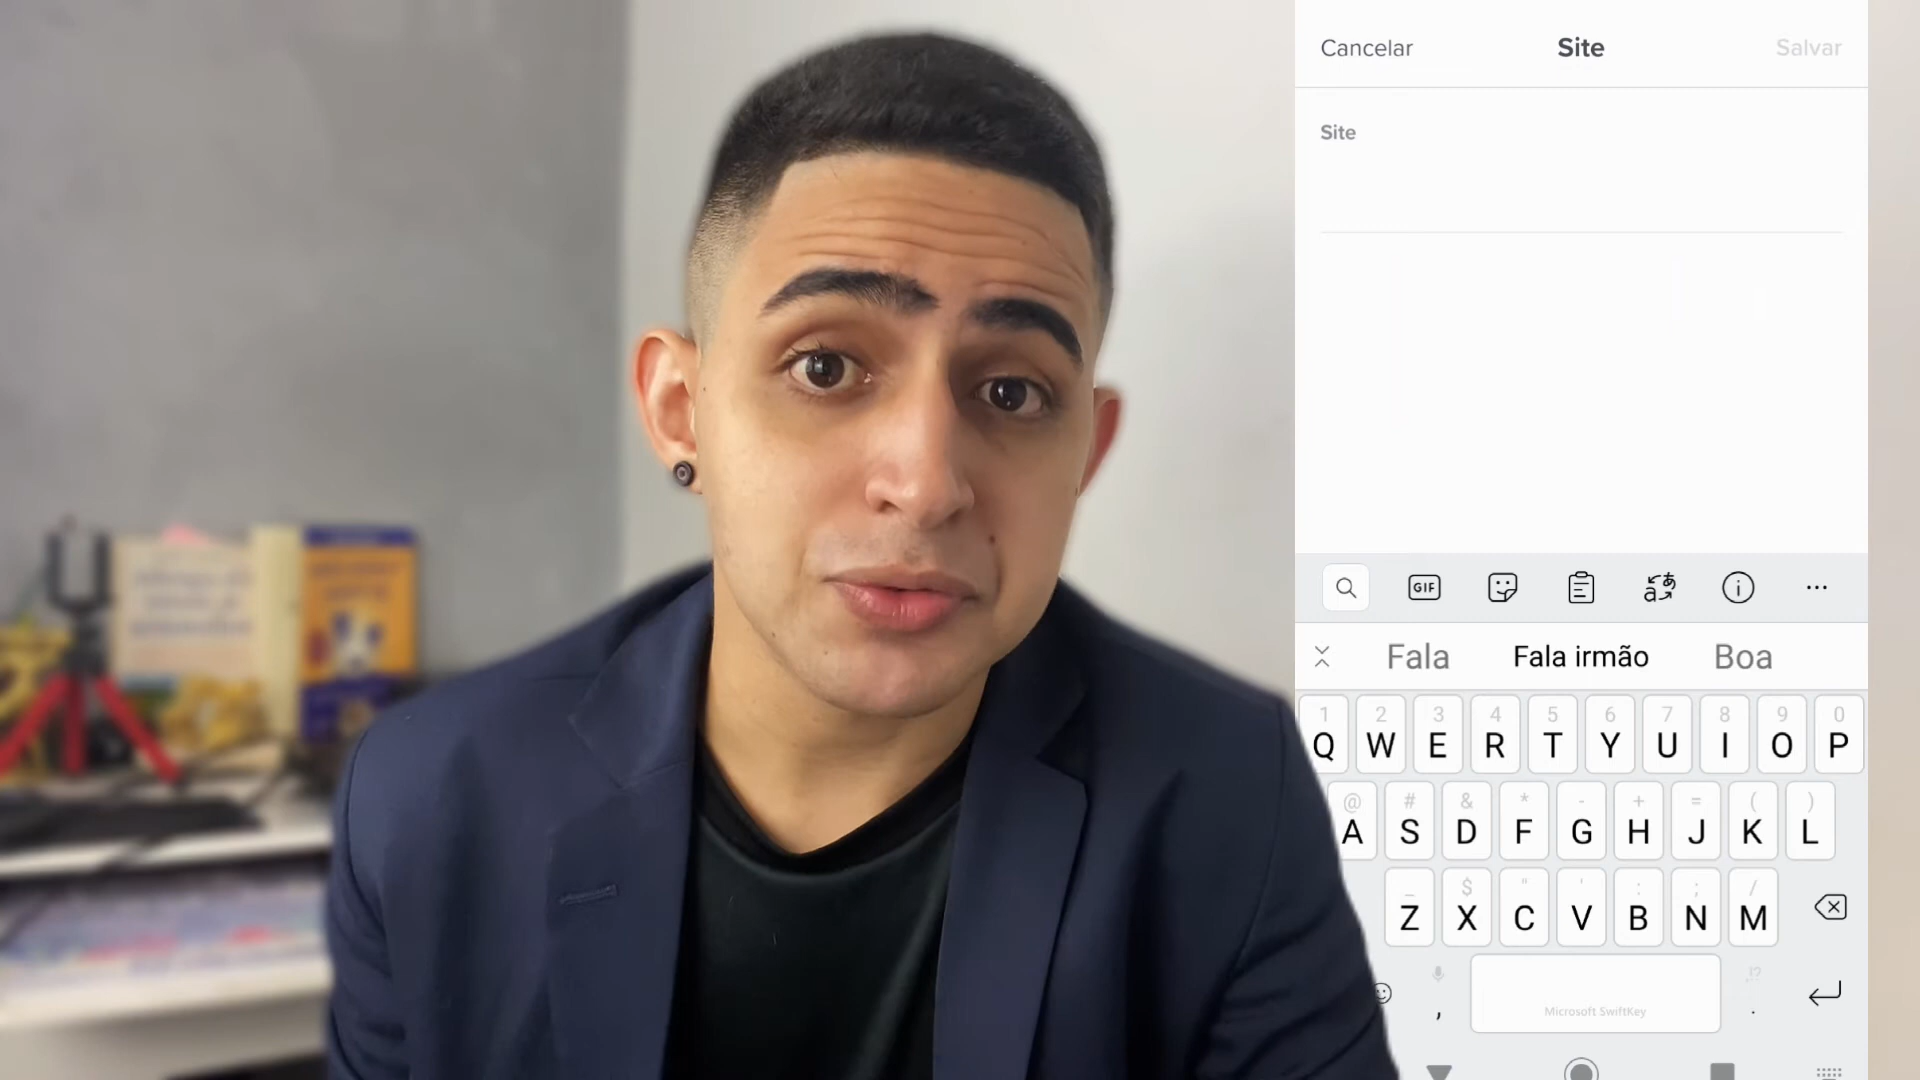 Cancelar Site Salvar
Site
GIF
Fala Fala irmão Boa
1 2 3 4 5 6 7 8 9 0
Q W E R T Y U I O P
@ # & * - + = ( )
A S D F G H J K L
_ $ " ' : ; /
Z X C V B N M
!?
, Microsoft SwiftKey .